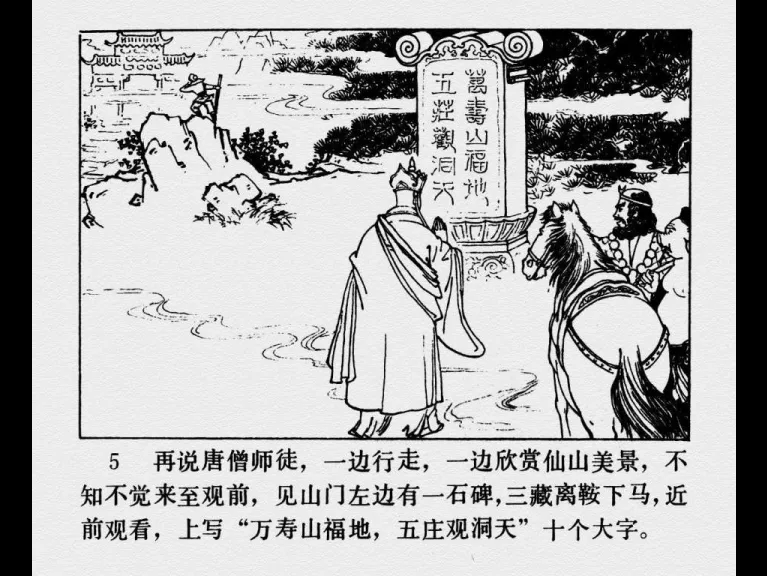 萬壽山福地
五莊觀洞天
5 再说唐僧师徒，一边行走，一边欣赏仙山美景，不
知不觉来至观前，见山门左边有一石碑，三藏离鞍下马，近
前观看，上写“万寿山福地，五庄观洞天”十个大字。